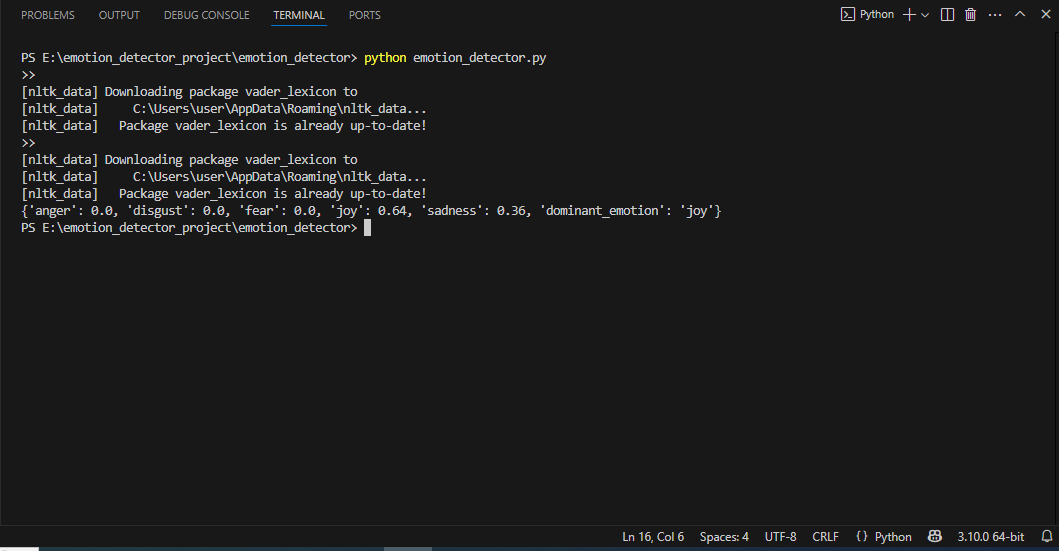 PROBLEMS OUTPUT DEBUG CONSOLE TERMINAL PORTS Python
PS E:\emotion_detector_project\emotion_detector> python emotion_detector.py
>>
[nltk_data] Downloading package vader_lexicon to
[nltk_data]     C:\Users\user\AppData\Roaming\nltk_data...
[nltk_data]   Package vader_lexicon is already up-to-date!
>>
[nltk_data] Downloading package vader_lexicon to
[nltk_data]     C:\Users\user\AppData\Roaming\nltk_data...
[nltk_data]   Package vader_lexicon is already up-to-date!
{'anger': 0.0, 'disgust': 0.0, 'fear': 0.0, 'joy': 0.64, 'sadness': 0.36, 'dominant_emotion': 'joy'}
PS E:\emotion_detector_project\emotion_detector>
Ln 16, Col 6 Spaces: 4 UTF-8 CRLF {} Python 3.10.0 64-bit